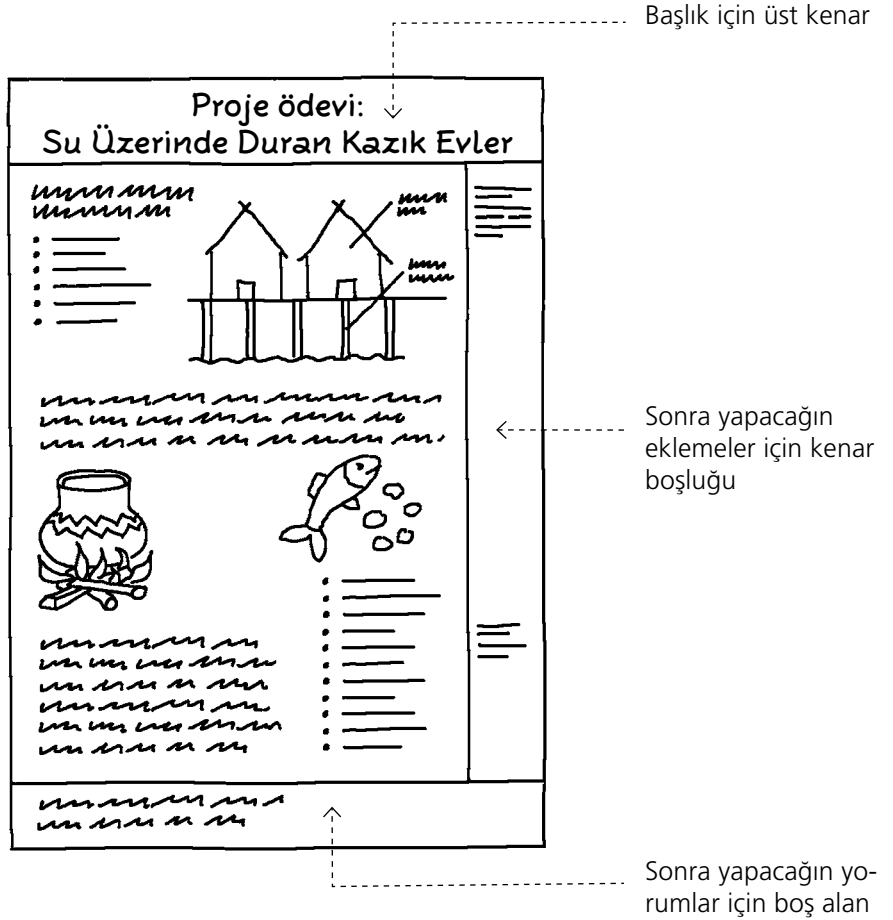 Başlık için üst kenar
Proje ödevi:
Su Üzerinde Duran Kazık Evler
Sonra yapacağın
eklemeler için kenar
boşluğu
Sonra yapacağın yo-
rumlar için boş alan